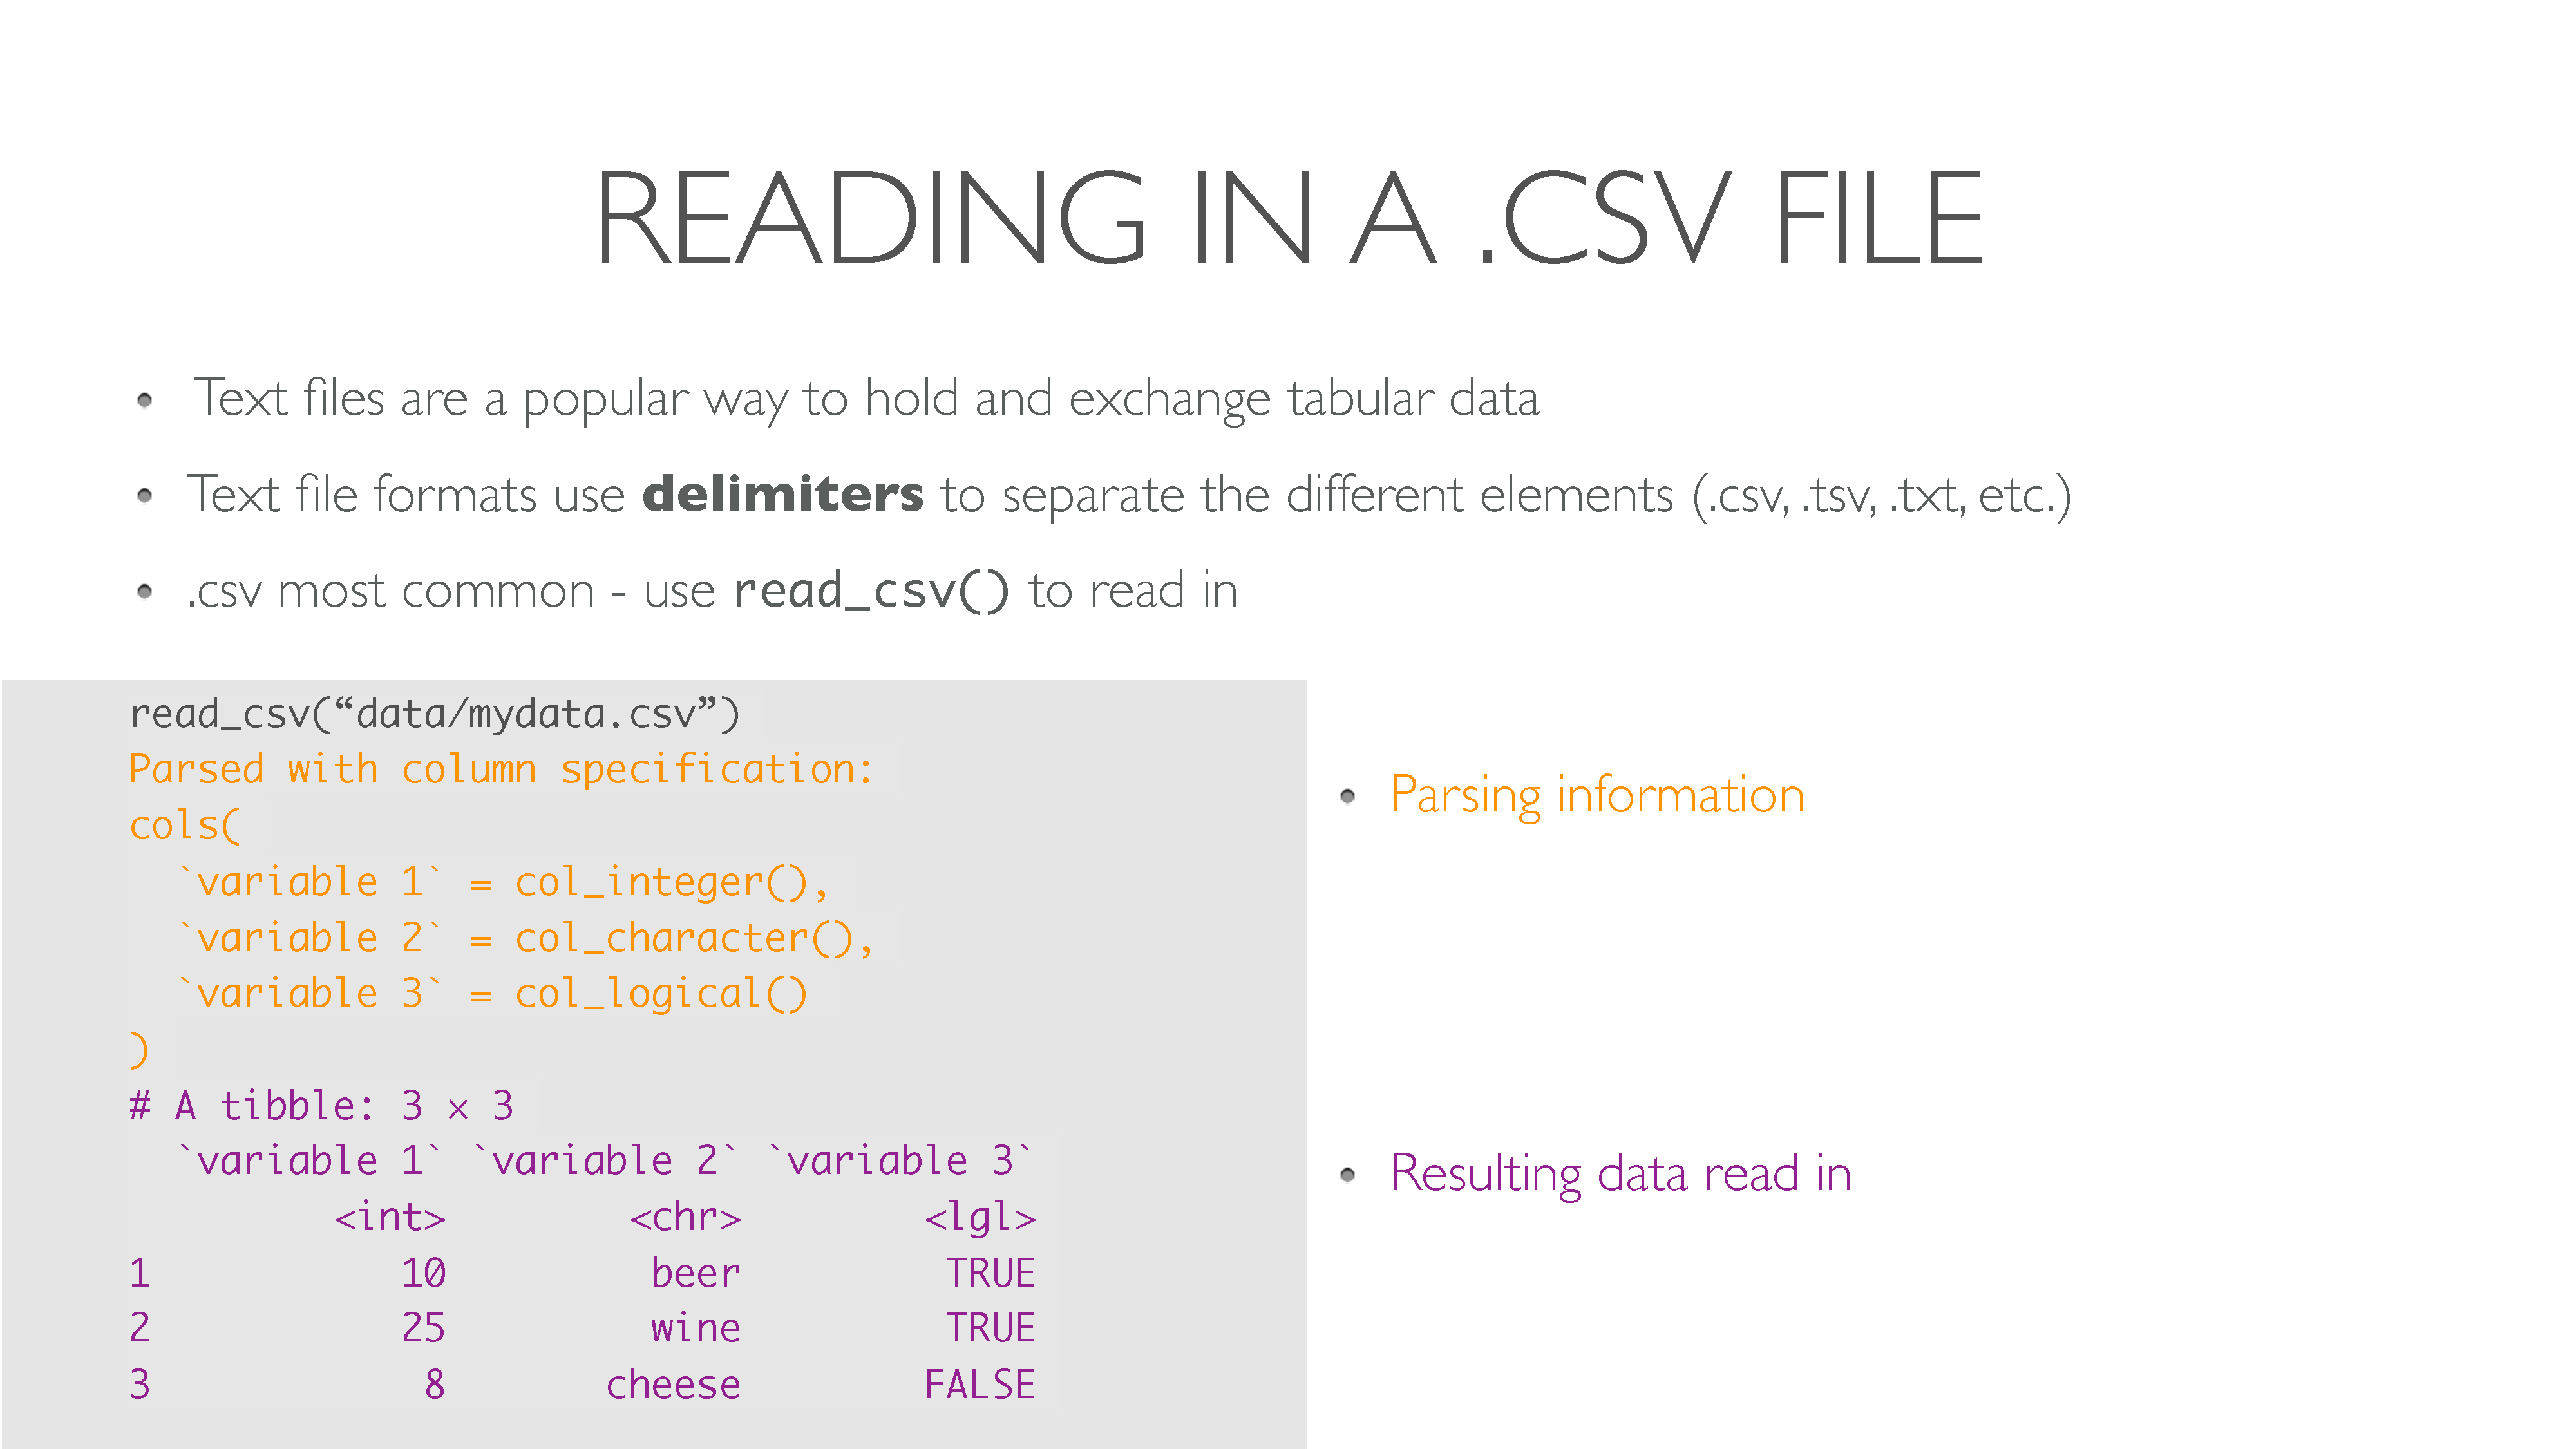 READING IN A .CSV FILE
• Text files are a popular way to hold and exchange tabular data
• Text file formats use delimiters to separate the different elements (.csv, .tsv, .txt, etc.)
• .csv most common - use read_csv() to read in
read_csv(“data/mydata.csv”)
Parsed with column specification:
cols(
  `variable 1` = col_integer(),
  `variable 2` = col_character(),
  `variable 3` = col_logical()
)
# A tibble: 3 × 3
  `variable 1` `variable 2` `variable 3`
         <int>        <chr>        <lgl>
1           10         beer         TRUE
2           25         wine         TRUE
3            8       cheese        FALSE
• Parsing information
• Resulting data read in